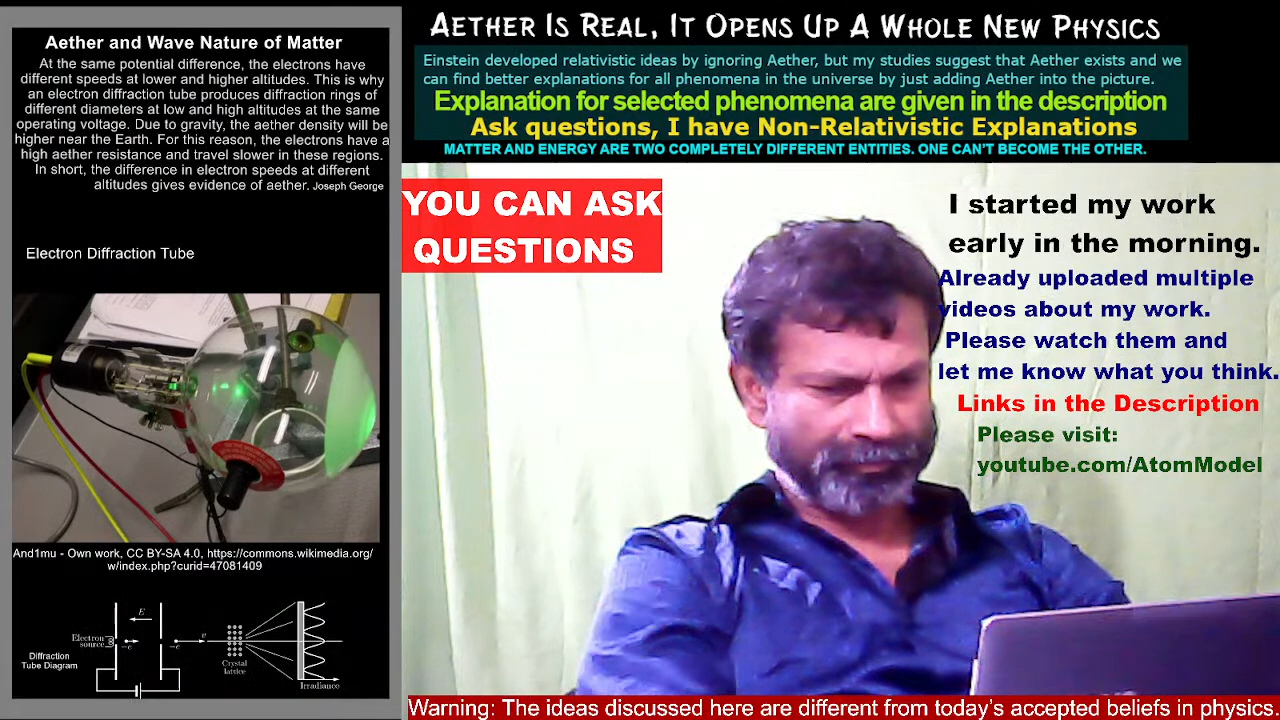 Aether and Wave Nature of Matter
At the same potential difference, the electrons have
different speeds at lower and higher altitudes. This is why
an electron diffraction tube produces diffraction rings of
different diameters at low and high altitudes at the same
operating voltage. Due to gravity, the aether density will be
higher near the Earth. For this reason, the electrons have a
high aether resistance and travel slower in these regions.
In short, the difference in electron speeds at different
altitudes gives evidence of aether. Joseph George
Electron Diffraction Tube
And1mu - Own work, CC BY-SA 4.0, https://commons.wikimedia.org/
w/index.php?curid=47081409
E
Electron
source
-e
-e
v
Crystal
lattice
Irradiance
Diffraction
Tube Diagram
AETHER IS REAL, IT OPENS UP A WHOLE NEW PHYSICS
Einstein developed relativistic ideas by ignoring Aether, but my studies suggest that Aether exists and we
can find better explanations for all phenomena in the universe by just adding Aether into the picture.
Explanation for selected phenomena are given in the description
Ask questions, I have Non-Relativistic Explanations
MATTER AND ENERGY ARE TWO COMPLETELY DIFFERENT ENTITIES. ONE CAN'T BECOME THE OTHER.
YOU CAN ASK
QUESTIONS
I started my work
early in the morning.
Already uploaded multiple
videos about my work.
Please watch them and
let me know what you think.
Links in the Description
Please visit:
youtube.com/AtomModel
Warning: The ideas discussed here are different from today's accepted beliefs in physics.